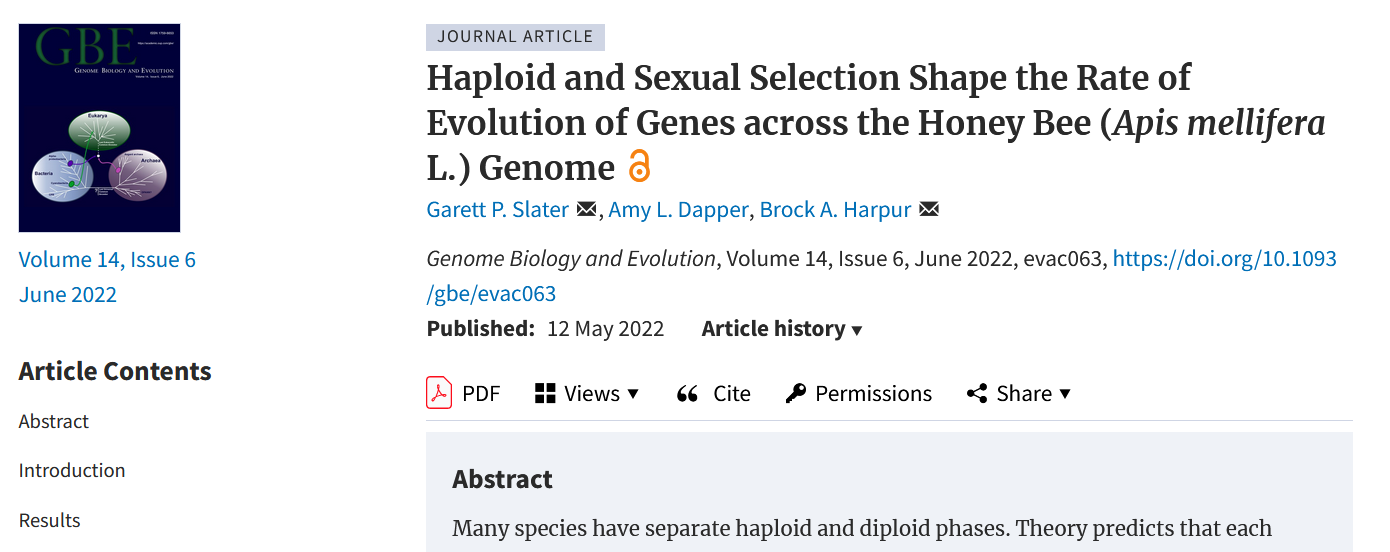 GBE
GENOME BIOLOGY AND EVOLUTION
Eukarya
Bacteria
Archaea
Volume 14, Issue 6
June 2022
Article Contents
Abstract
Introduction
Results
JOURNAL ARTICLE
Haploid and Sexual Selection Shape the Rate of
Evolution of Genes across the Honey Bee (Apis mellifera
L.) Genome
Garett P. Slater, Amy L. Dapper, Brock A. Harpur
Genome Biology and Evolution, Volume 14, Issue 6, June 2022, evac063, https://doi.org/10.1093
/gbe/evac063
Published: 12 May 2022 Article history
PDF Views Cite Permissions Share
Abstract
Many species have separate haploid and diploid phases. Theory predicts that each